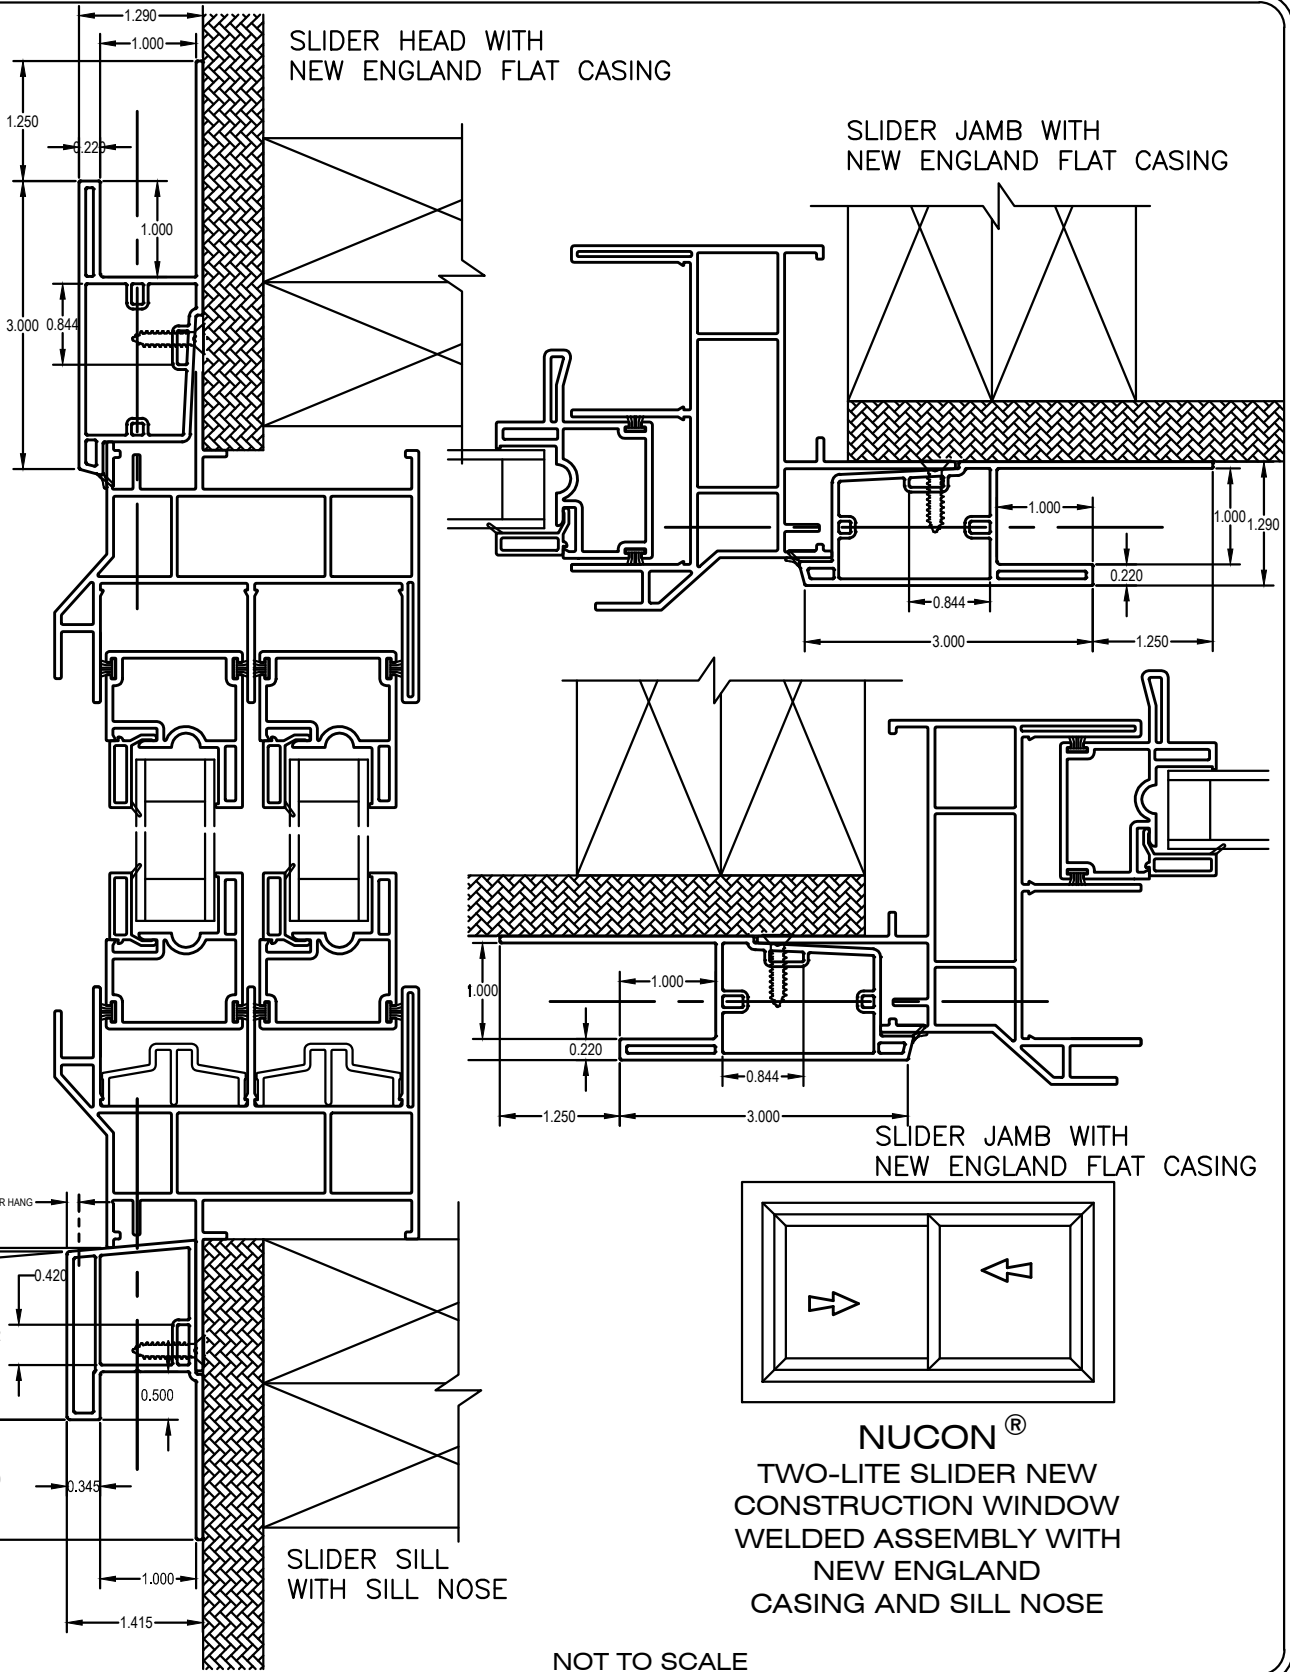 1.290
1.000
SLIDER HEAD WITH
NEW ENGLAND FLAT CASING
1.250
0.220
1.000
3.000
0.844
SLIDER JAMB WITH
NEW ENGLAND FLAT CASING
1.000
1.000
1.290
0.220
0.844
3.000
1.250
1.000
1.000
0.220
0.844
1.250
3.000
SLIDER JAMB WITH
NEW ENGLAND FLAT CASING
R HANG
0.420
0.500
0.345
1.000
1.415
SLIDER SILL
WITH SILL NOSE
NUCON ®
TWO-LITE SLIDER NEW
CONSTRUCTION WINDOW
WELDED ASSEMBLY WITH
NEW ENGLAND
CASING AND SILL NOSE
NOT TO SCALE